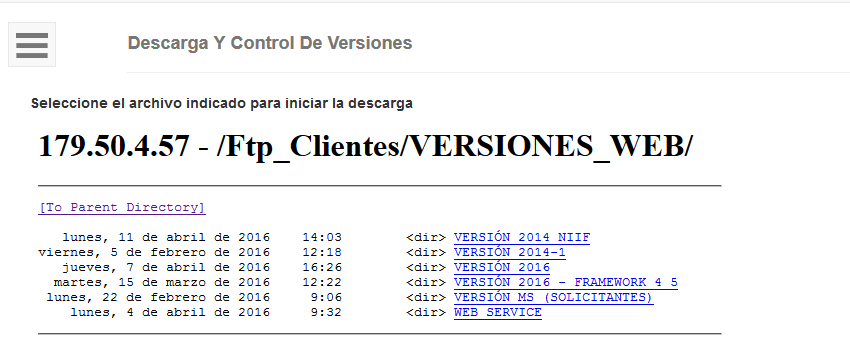 Descarga Y Control De Versiones
Seleccione el archivo indicado para iniciar la descarga
179.50.4.57 - /Ftp_Clientes/VERSIONES_WEB/
[To Parent Directory]
lunes, 11 de abril de 2016 14:03 <dir> VERSIÓN 2014 NIIF
viernes, 5 de febrero de 2016 12:18 <dir> VERSIÓN 2014-1
jueves, 7 de abril de 2016 16:26 <dir> VERSIÓN 2016
martes, 15 de marzo de 2016 12:22 <dir> VERSIÓN 2016 - FRAMEWORK 4 5
lunes, 22 de febrero de 2016 9:06 <dir> VERSIÓN MS (SOLICITANTES)
lunes, 4 de abril de 2016 9:32 <dir> WEB SERVICE